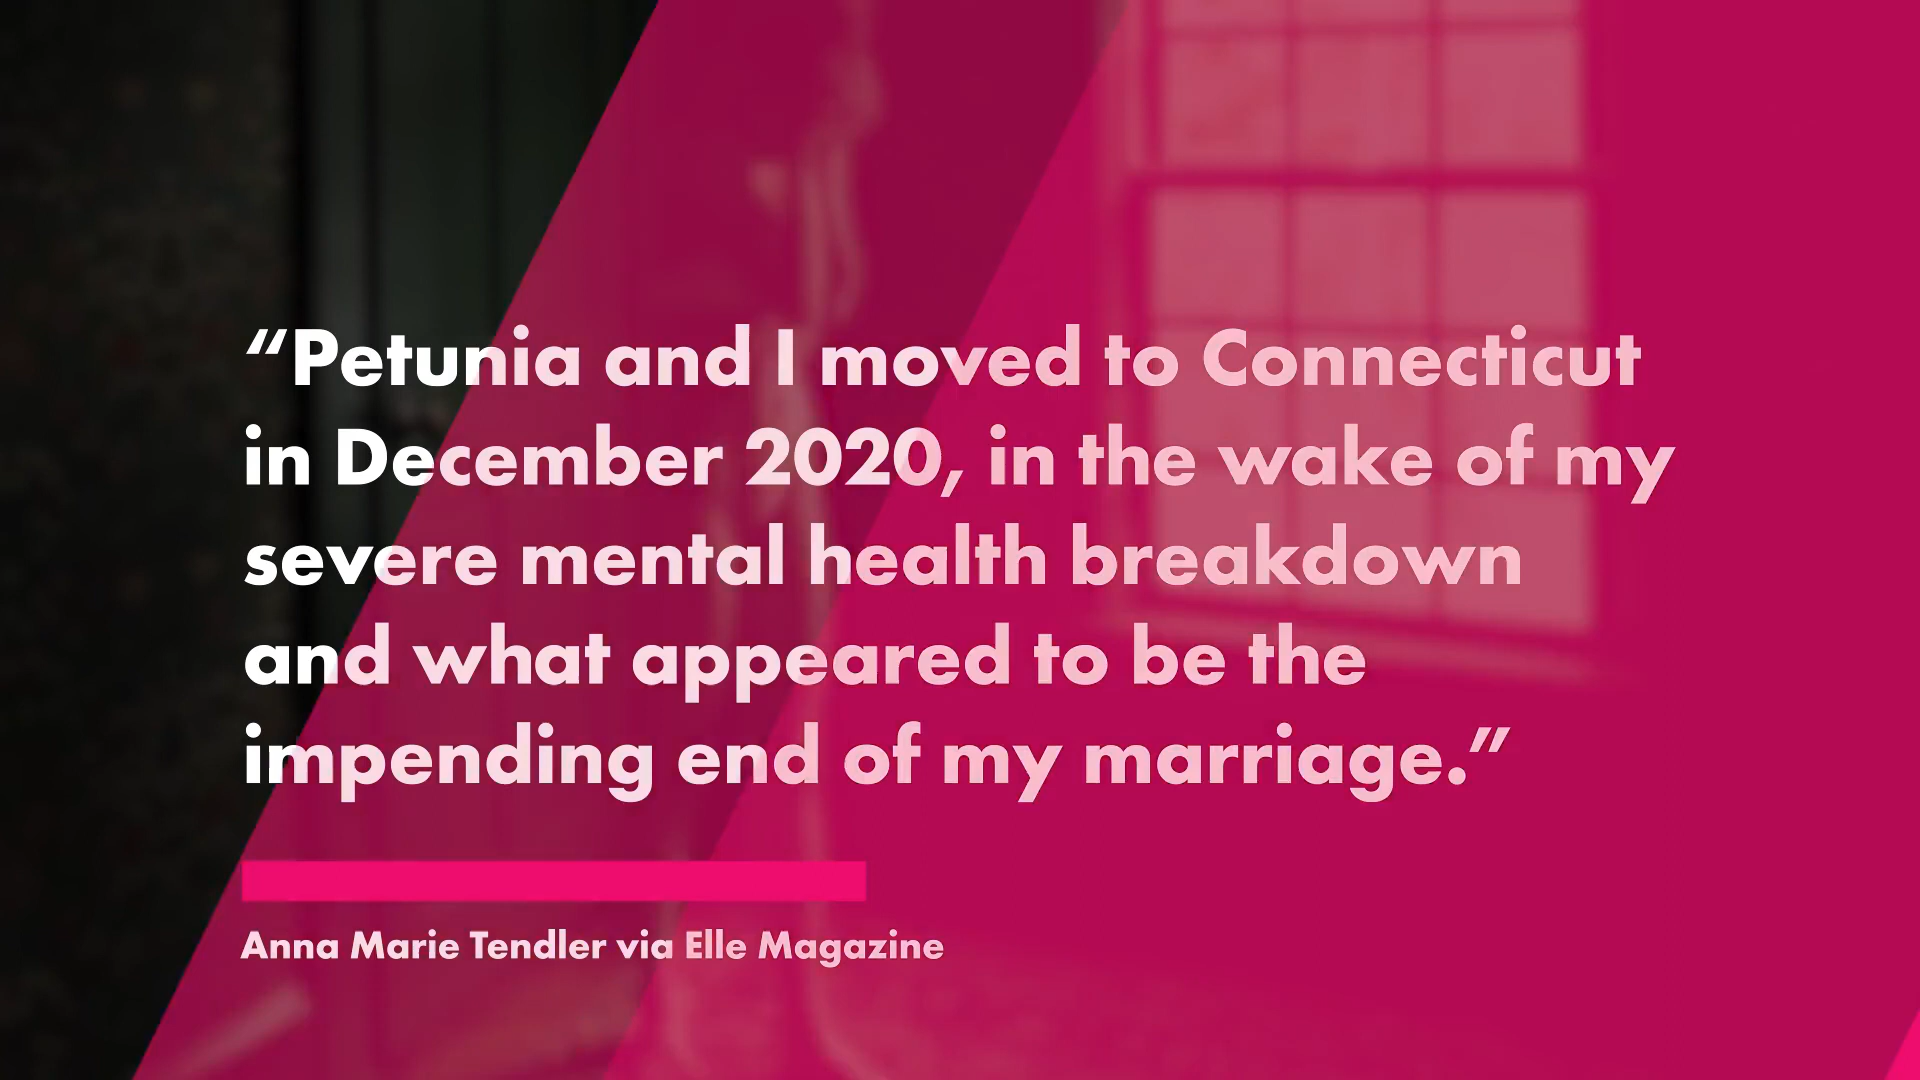 “Petunia and I moved to Connecticut
in December 2020, in the wake of my
severe mental health breakdown
and what appeared to be the
impending end of my marriage.”
Anna Marie Tendler via Elle Magazine